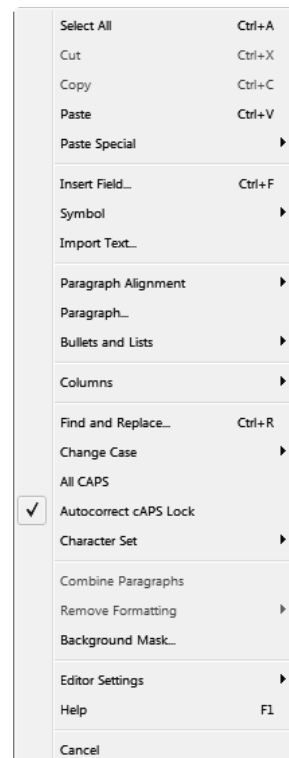 Select All Ctrl+A
Cut Ctrl+X
Copy Ctrl+C
Paste Ctrl+V
Paste Special
Insert Field... Ctrl+F
Symbol
Import Text...
Paragraph Alignment
Paragraph...
Bullets and Lists
Columns
Find and Replace... Ctrl+R
Change Case
All CAPS
Autocorrect cAPS Lock
Character Set
Combine Paragraphs
Remove Formatting
Background Mask...
Editor Settings
Help F1
Cancel